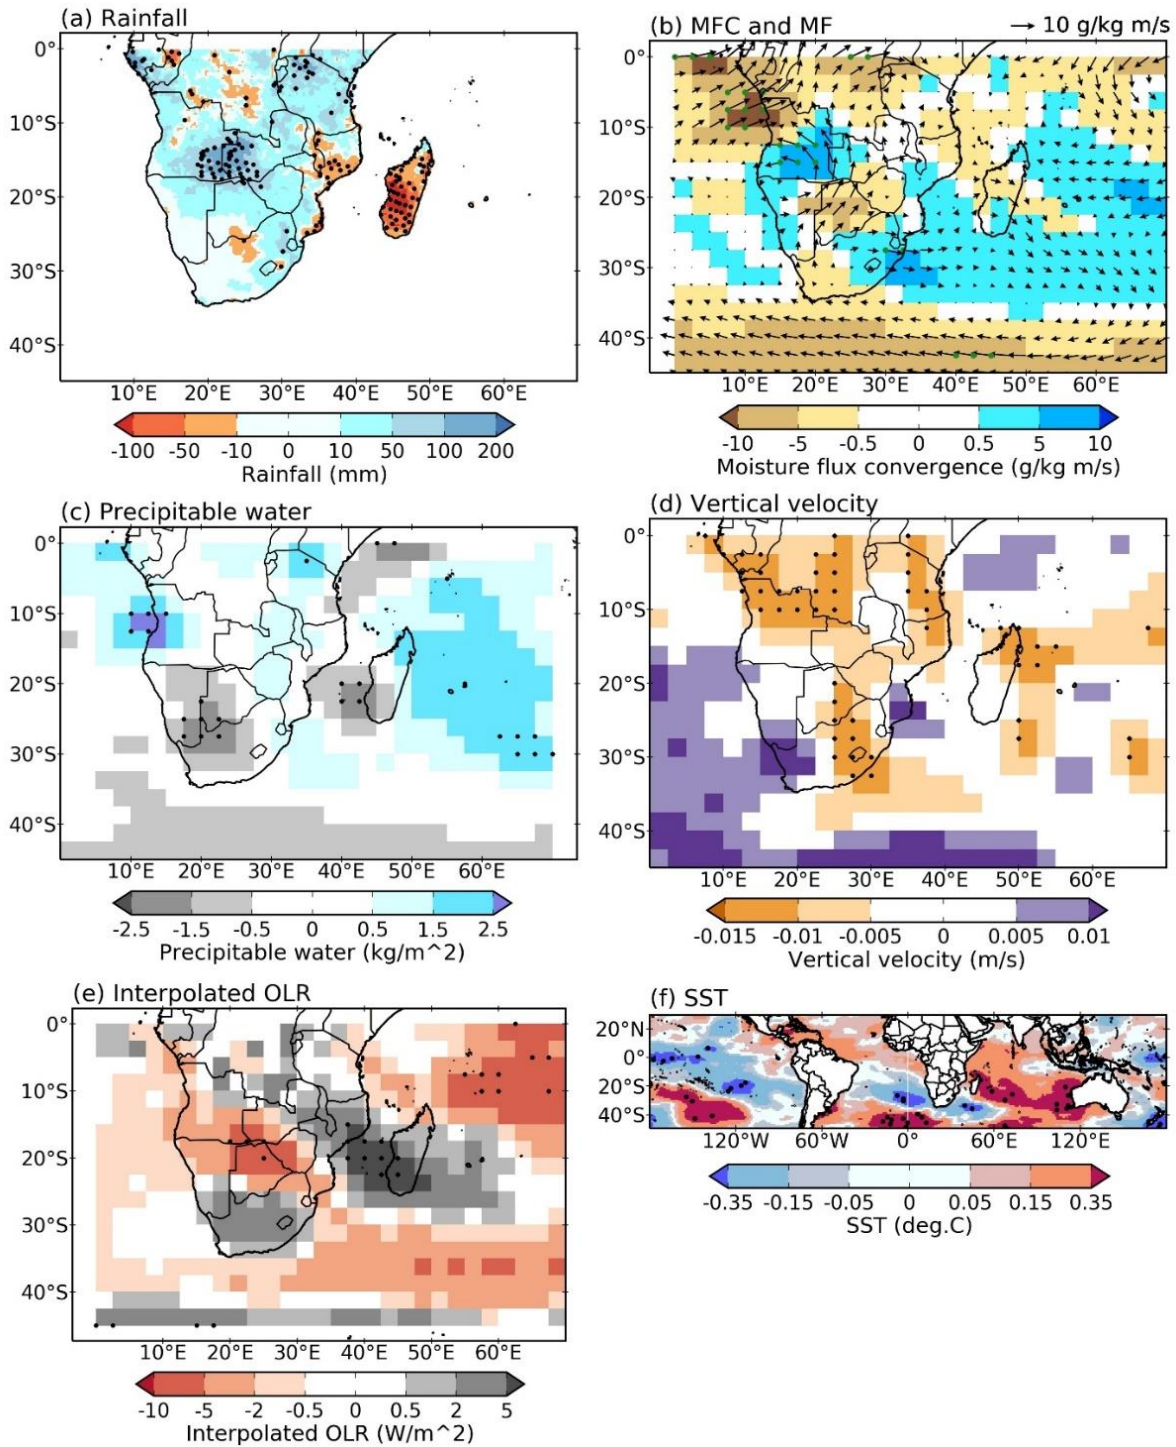 (a) Rainfall
0°
10°S
20°S
30°S
40°S
10°E 20°E 30°E 40°E 50°E 60°E
-100 -50 -10 0 10 50 100 200
Rainfall (mm)
(b) MFC and MF
10 g/kg m/s
0°
10°S
20°S
30°S
40°S
10°E 20°E 30°E 40°E 50°E 60°E
-10 -5 -0.5 0 0.5 5 10
Moisture flux convergence (g/kg m/s)
(c) Precipitable water
0°
10°S
20°S
30°S
40°S
10°E 20°E 30°E 40°E 50°E 60°E
-2.5 -1.5 -0.5 0 0.5 1.5 2.5
Precipitable water (kg/m^2)
(d) Vertical velocity
0°
10°S
20°S
30°S
40°S
10°E 20°E 30°E 40°E 50°E 60°E
-0.015 -0.01 -0.005 0 0.005 0.01
Vertical velocity (m/s)
(e) Interpolated OLR
0°
10°S
20°S
30°S
40°S
10°E 20°E 30°E 40°E 50°E 60°E
-10 -5 -2 -0.5 0 0.5 2 5
Interpolated OLR (W/m^2)
(f) SST
20°N
0°
20°S
40°S
120°W 60°W 0° 60°E 120°E
-0.35 -0.15 -0.05 0 0.05 0.15 0.35
SST (deg.C)